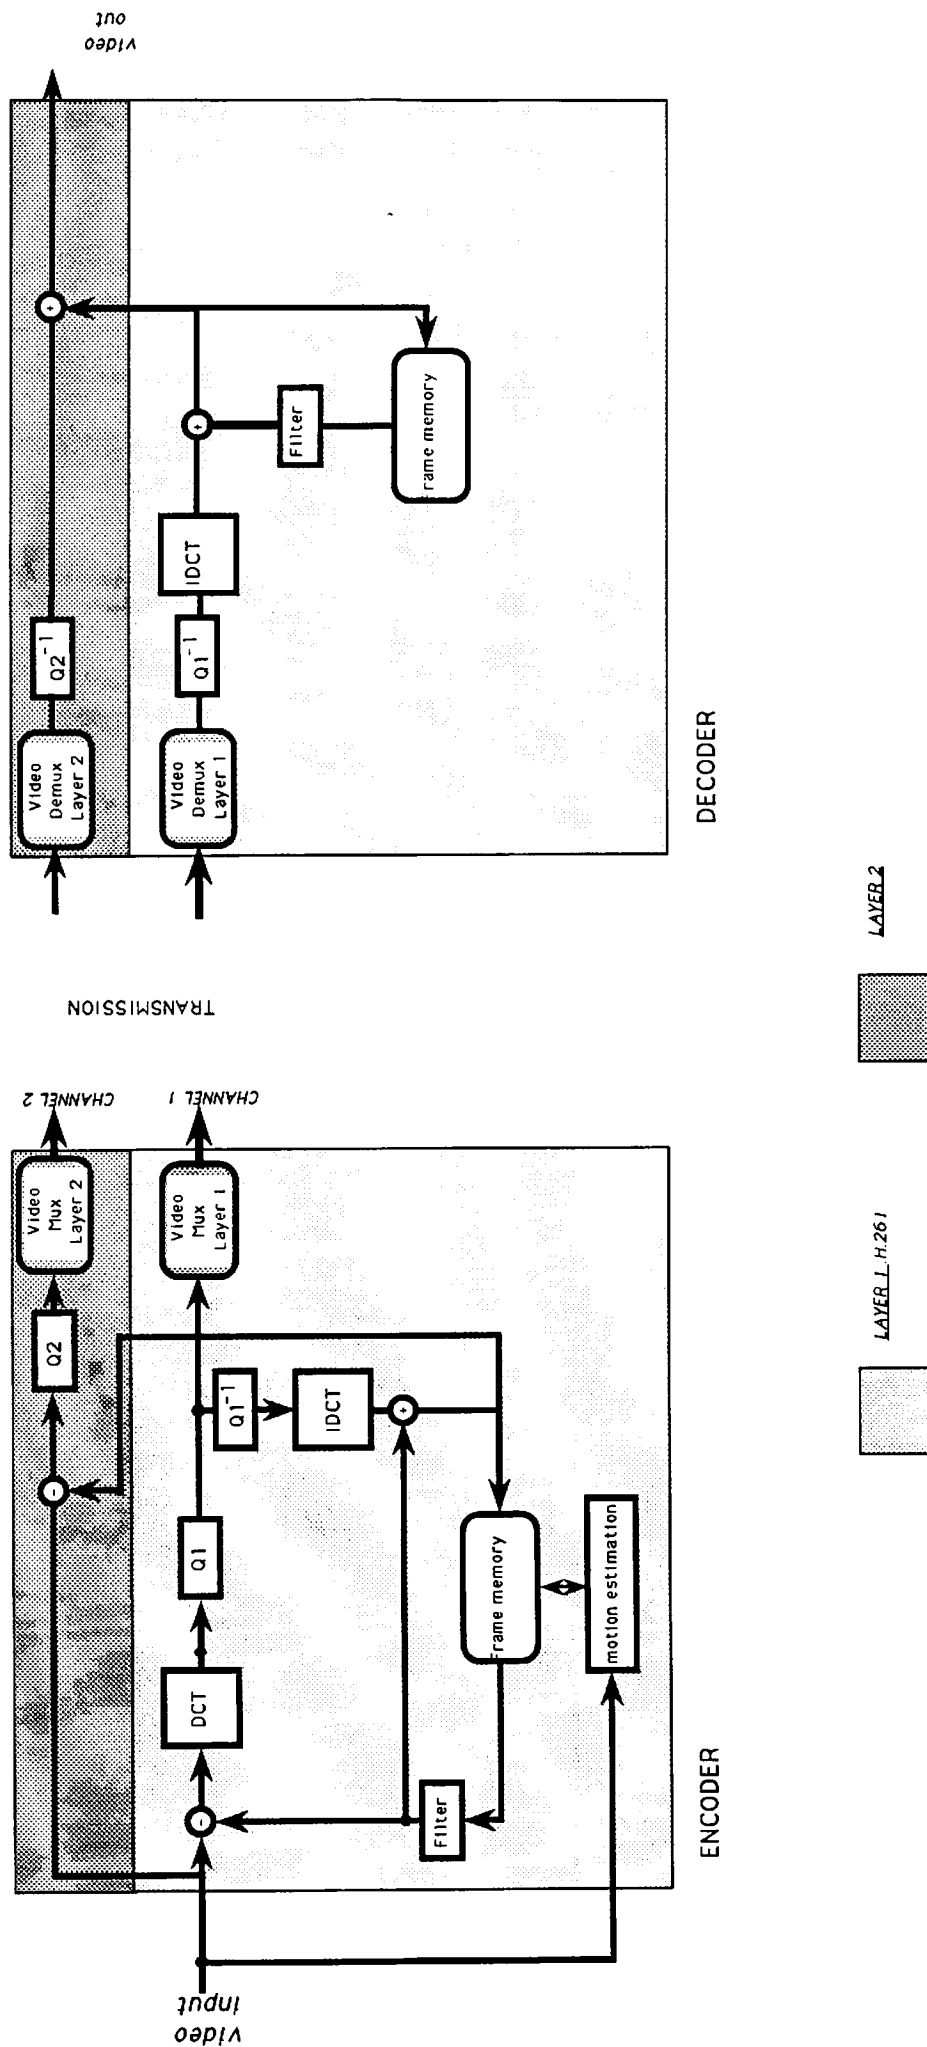 video
input
DCT
Q1
Q1⁻¹
IDCT
+
-
-
Filter
Frame memory
motion estimation
Q2
Video
Mux
Layer 2
Video
Mux
Layer 1
CHANNEL 2
CHANNEL 1
ENCODER
TRANSMISSION
Video
Demux
Layer 2
Q2⁻¹
+
Video
Demux
Layer 1
Q1⁻¹
IDCT
+
Filter
Frame memory
video
out
DECODER
LAYER 1 H.261
LAYER 2